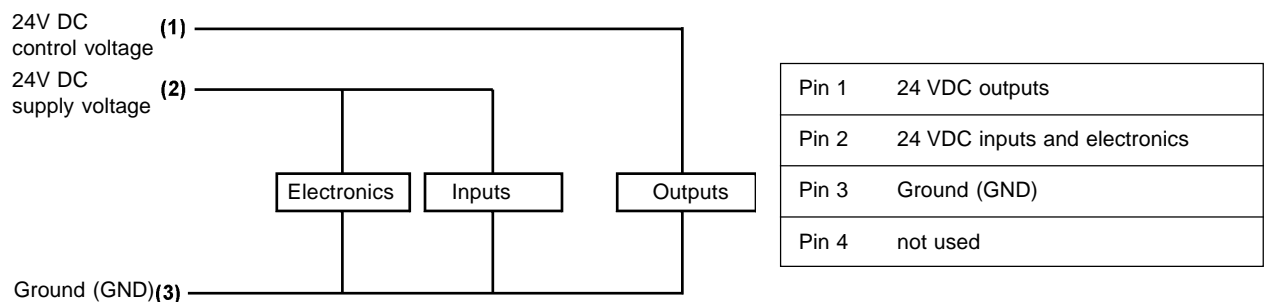 24V DC
control voltage
(1)
24V DC
supply voltage
(2)
Electronics
Inputs
Outputs
Ground (GND)(3)
Pin 1 24 VDC outputs
Pin 2 24 VDC inputs and electronics
Pin 3 Ground (GND)
Pin 4 not used